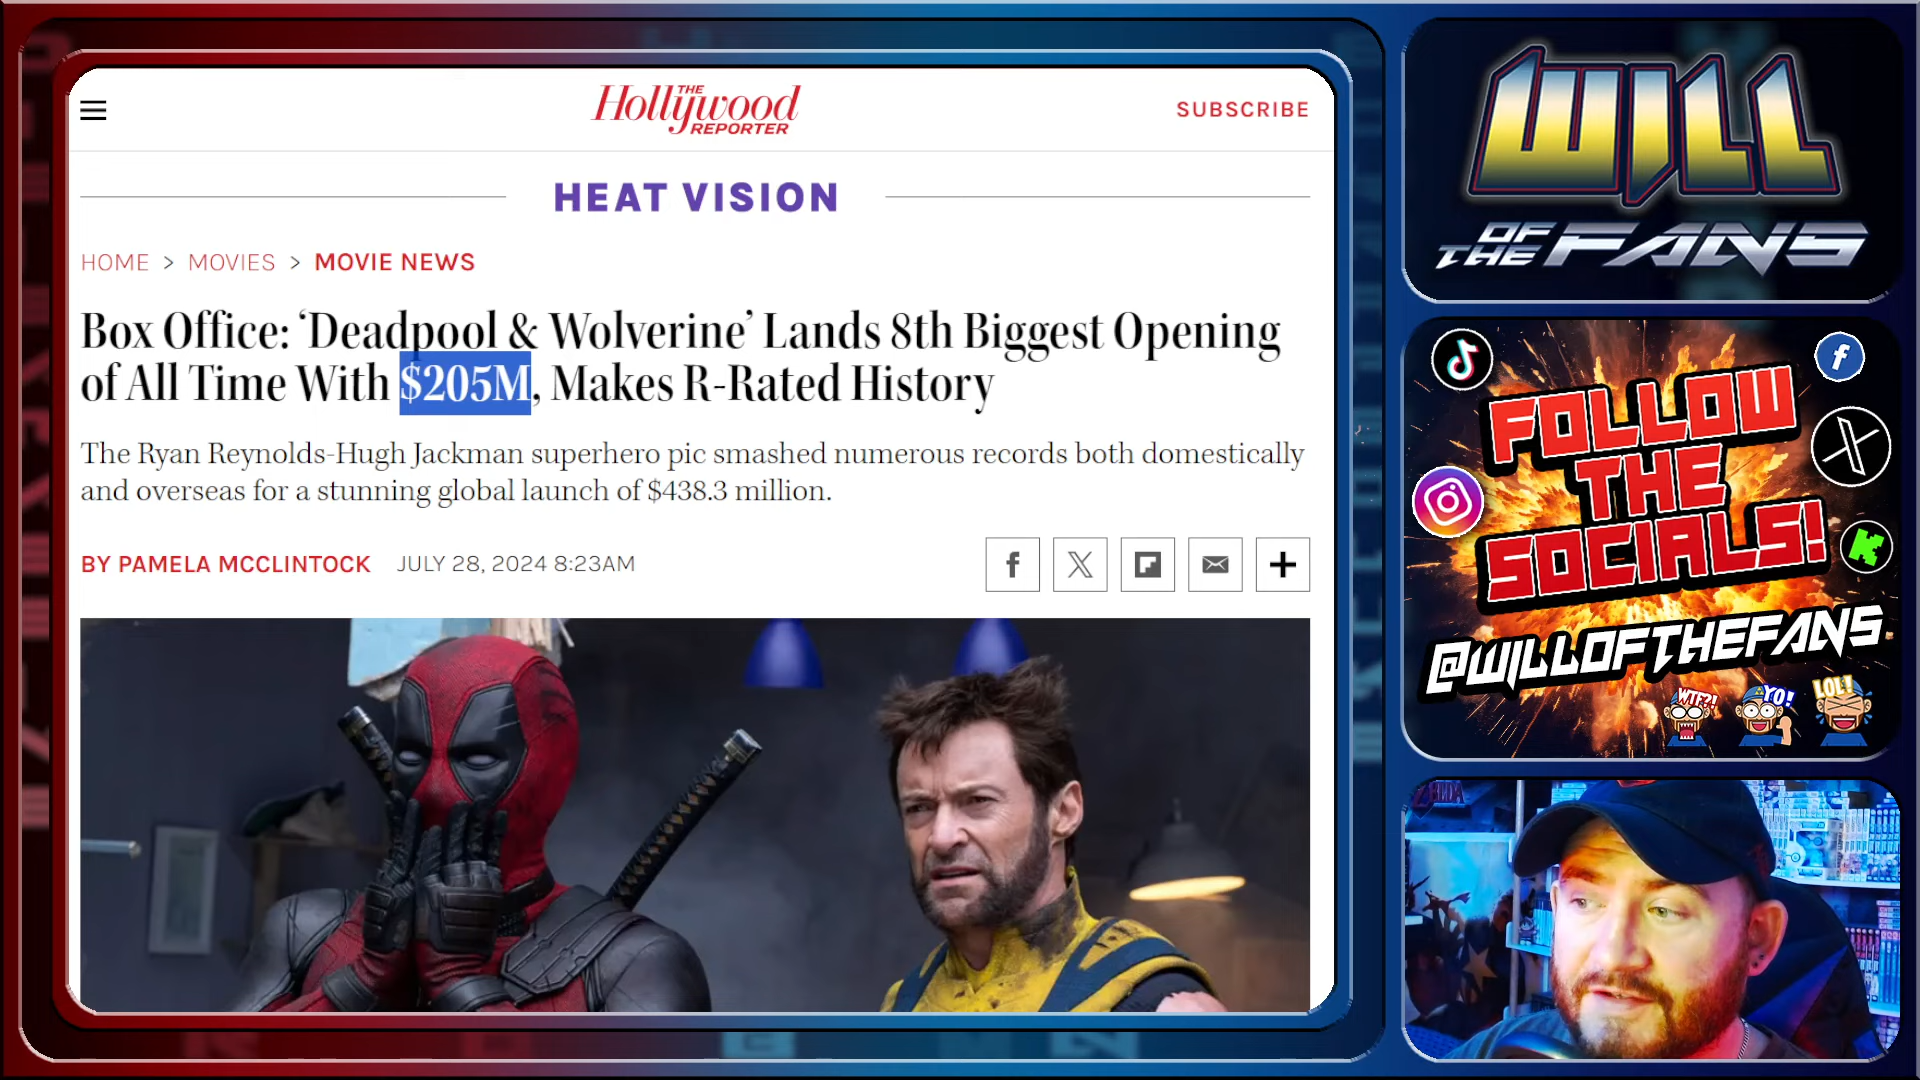 THE
Hollywood
REPORTER
SUBSCRIBE
HEAT VISION
HOME > MOVIES > MOVIE NEWS
Box Office: ‘Deadpool & Wolverine’ Lands 8th Biggest Opening
of All Time With $205M, Makes R-Rated History
The Ryan Reynolds-Hugh Jackman superhero pic smashed numerous records both domestically
and overseas for a stunning global launch of $438.3 million.
BY PAMELA MCCLINTOCK JULY 28, 2024 8:23AM
WILL
OF
THE FANS
FOLLOW
THE
SOCIALS!
@WILLOFTHEFANS
WTF?!
YO!
LOL!